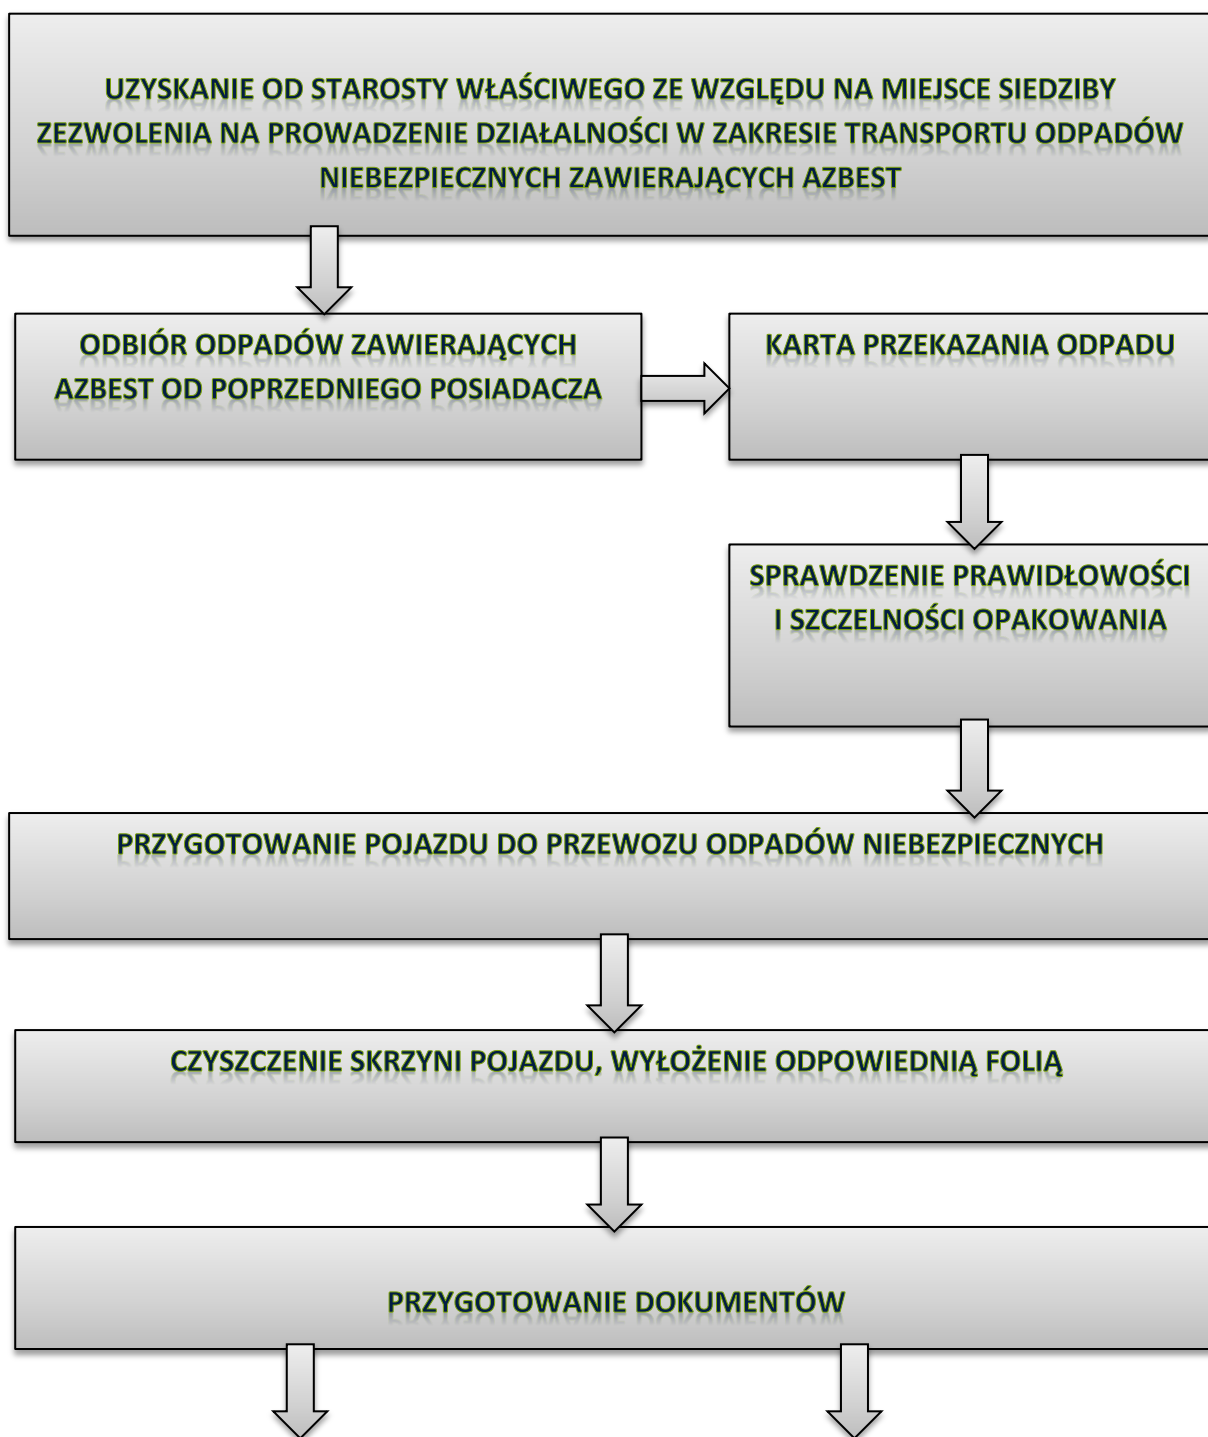 UZYSKANIE OD STAROSTY WŁAŚCIWEGO ZE WZGLĘDU NA MIEJSCE SIEDZIBY
ZEZWOLENIA NA PROWADZENIE DZIAŁALNOŚCI W ZAKRESIE TRANSPORTU ODPADÓW
NIEBEZPIECZNYCH ZAWIERAJĄCYCH AZBEST
ODBIÓR ODPADÓW ZAWIERAJĄCYCH
AZBEST OD POPRZEDNIEGO POSIADACZA
KARTA PRZEKAZANIA ODPADU
SPRAWDZENIE PRAWIDŁOWOŚCI
I SZCZELNOŚCI OPAKOWANIA
PRZYGOTOWANIE POJAZDU DO PRZEWOZU ODPADÓW NIEBEZPIECZNYCH
CZYSZCZENIE SKRZYNI POJAZDU, WYŁOŻENIE ODPOWIEDNIĄ FOLIĄ
PRZYGOTOWANIE DOKUMENTÓW